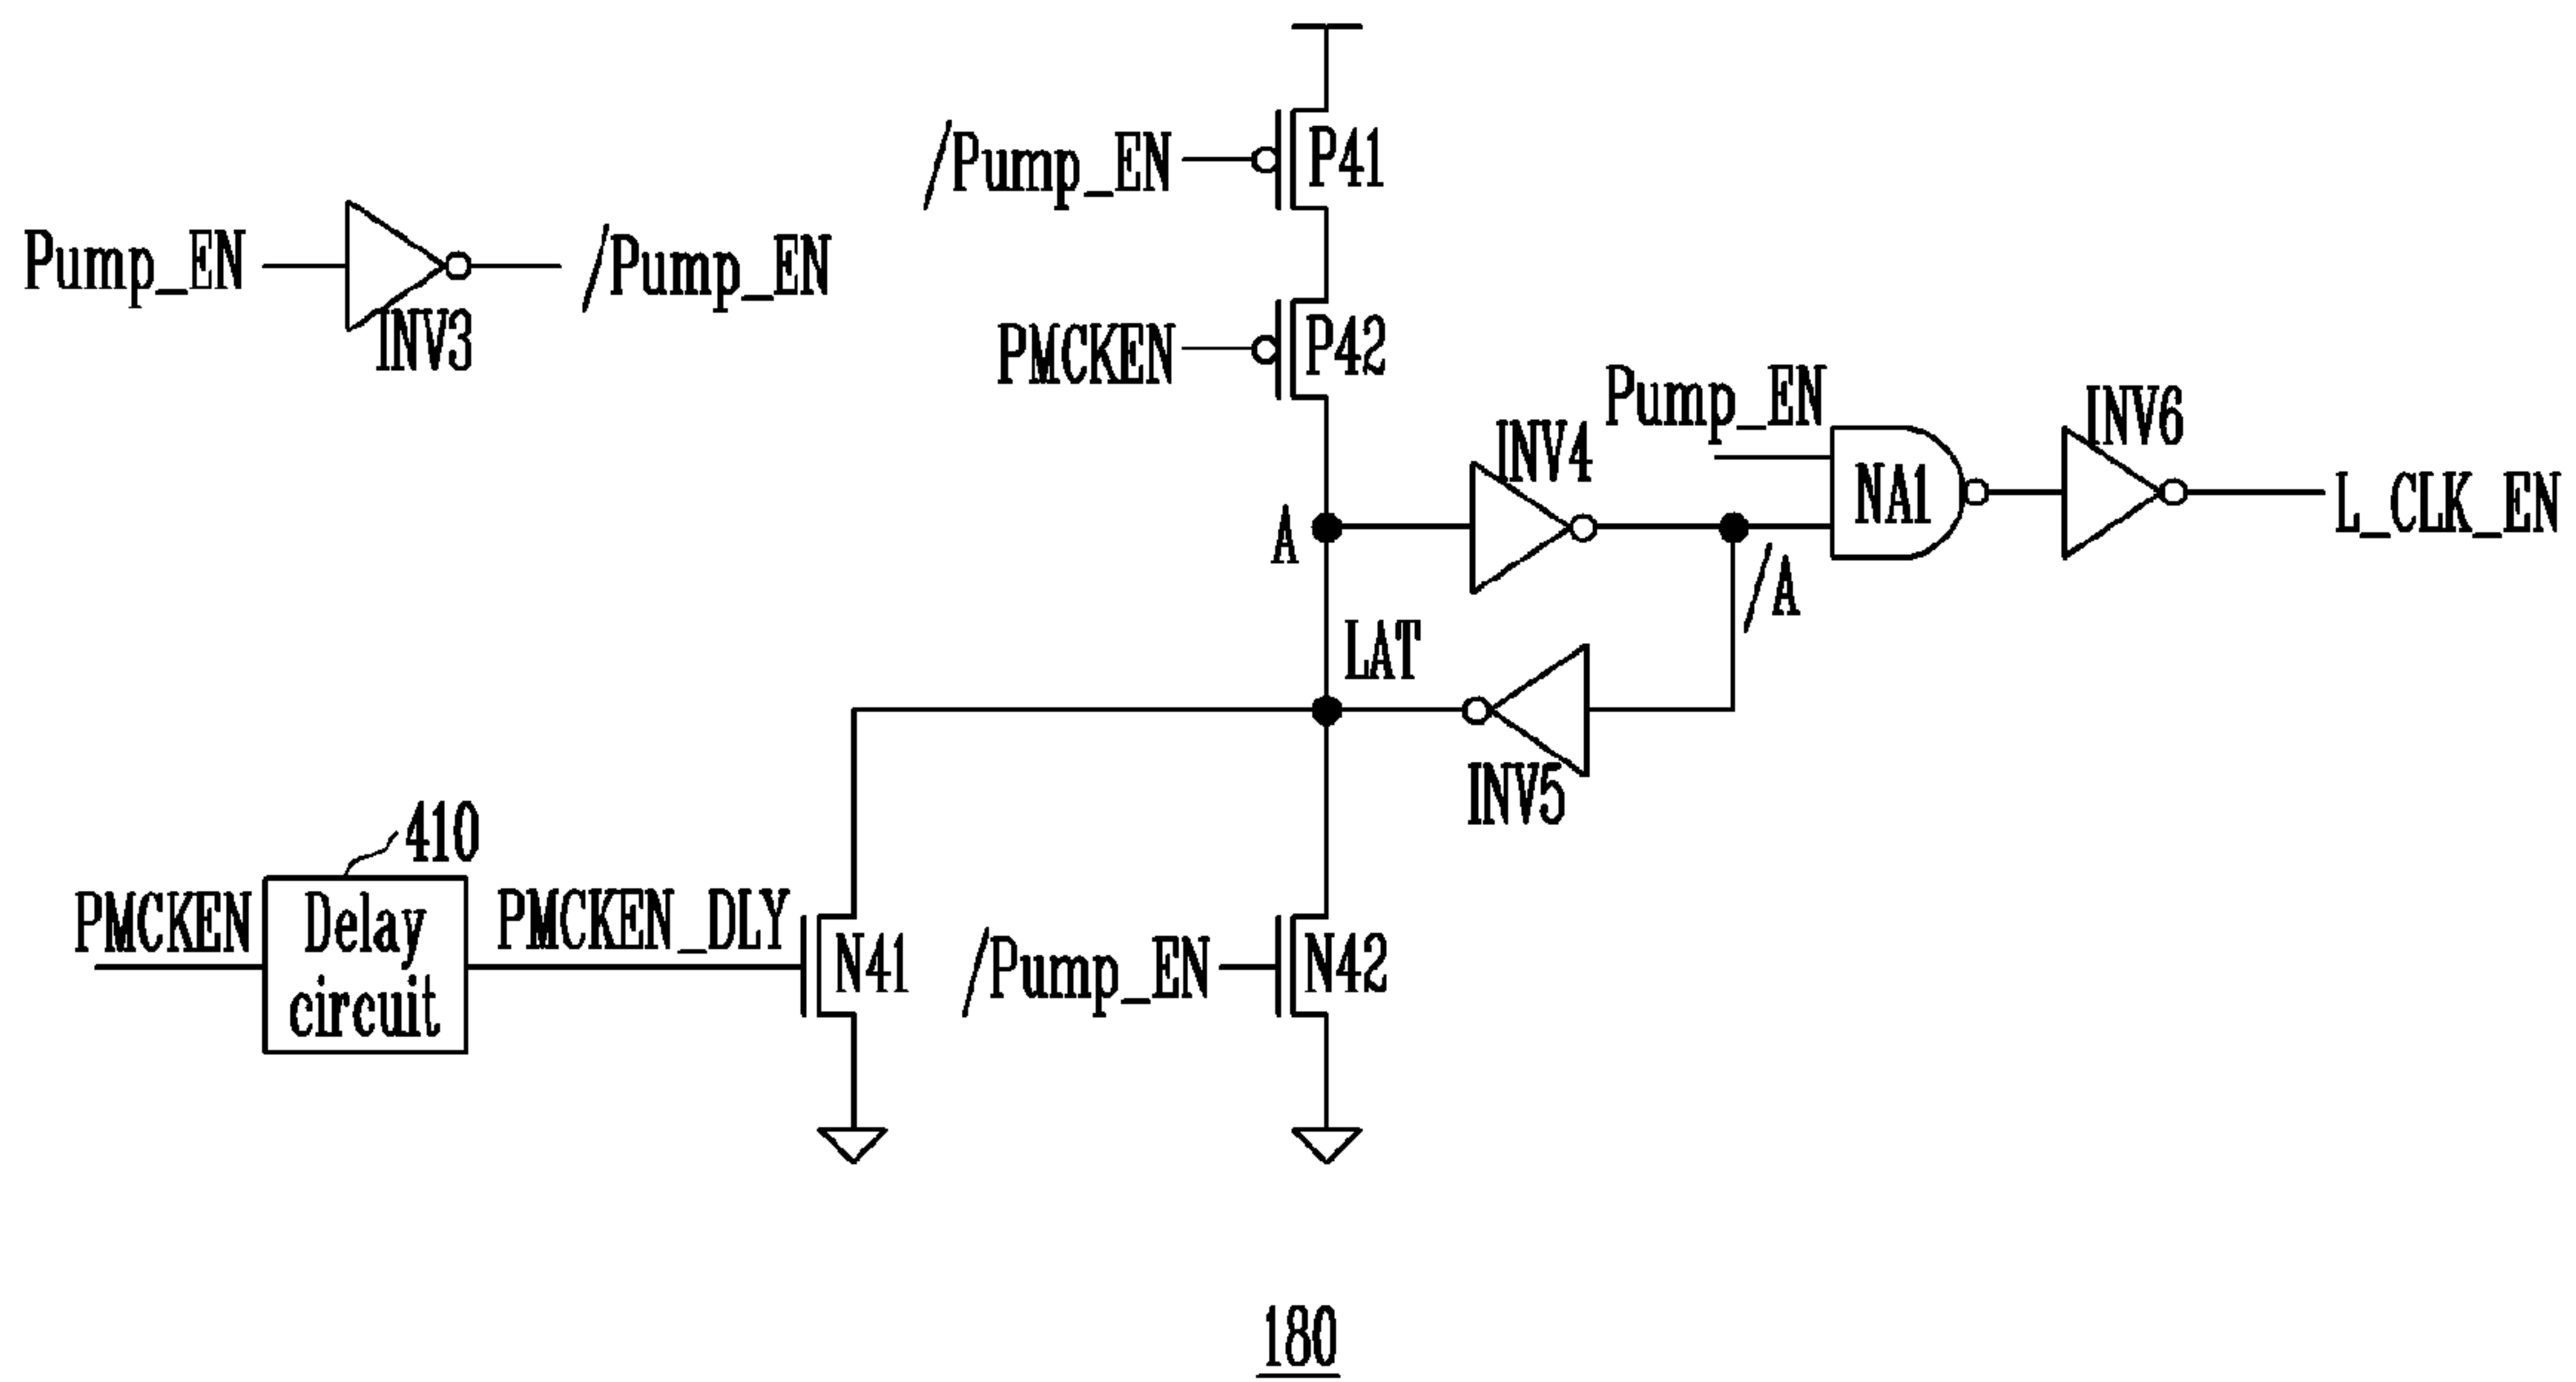 /Pump_EN
P41
Pump_EN
INV3
/Pump_EN
PMCKEN
P42
Pump_EN
INV4
NA1
INV6
L_CLK_EN
A
/A
LAT
INV5
410
PMCKEN
Delay
circuit
PMCKEN_DLY
N41
/Pump_EN
N42
180